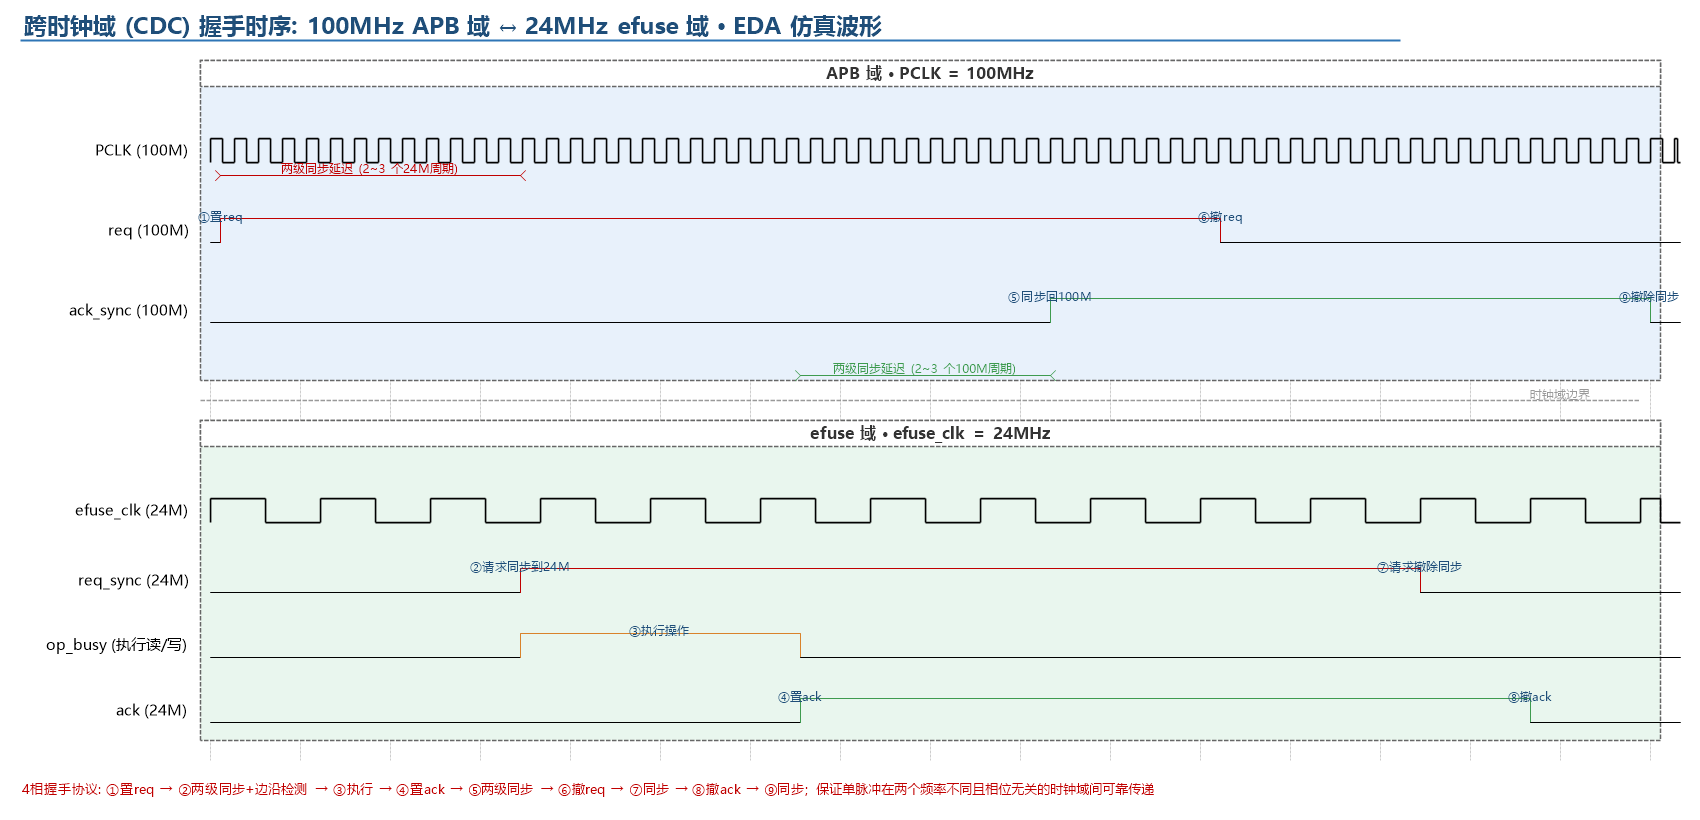 跨时钟域 (CDC) 握手时序: 100MHz APB 域 ↔ 24MHz efuse 域 • EDA 仿真波形
APB 域 • PCLK = 100MHz
PCLK (100M)
两级同步延迟 (2~3 个24M周期)
①置req
⑥撤req
req (100M)
⑤同步回100M
⑨撤除同步
ack_sync (100M)
两级同步延迟 (2~3 个100M周期)
时钟域边界
efuse 域 • efuse_clk = 24MHz
efuse_clk (24M)
②请求同步到24M
⑦请求撤除同步
req_sync (24M)
③执行操作
op_busy (执行读/写)
④置ack
⑧撤ack
ack (24M)
4相握手协议: ①置req → ②两级同步+边沿检测 → ③执行 → ④置ack → ⑤两级同步 → ⑥撤req → ⑦同步 → ⑧撤ack → ⑨同步; 保证单脉冲在两个频率不同且相位无关的时钟域间可靠传递